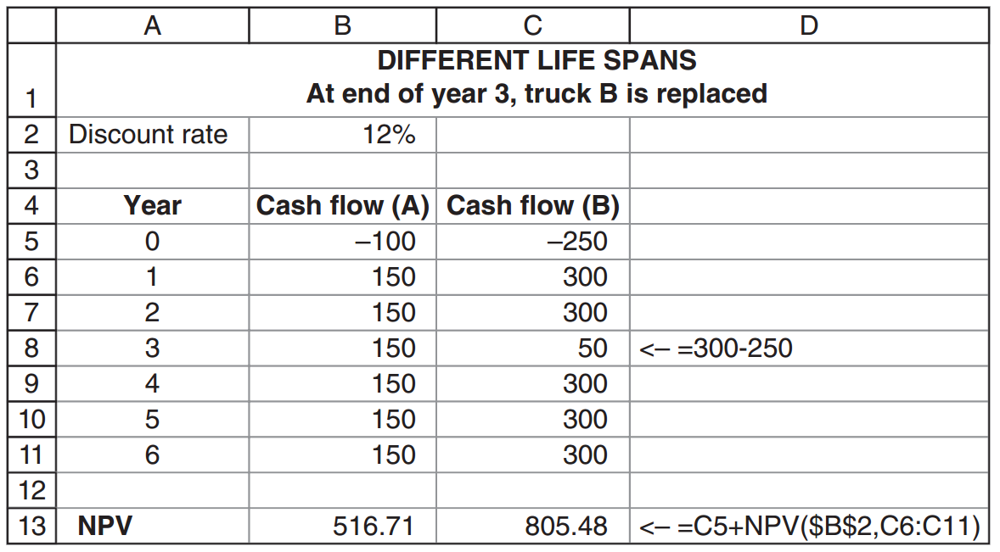 A B C D
1 DIFFERENT LIFE SPANS
At end of year 3, truck B is replaced
2 Discount rate 12%
3
4 Year Cash flow (A) Cash flow (B)
5 0 –100 –250
6 1 150 300
7 2 150 300
8 3 150 50 <– =300-250
9 4 150 300
10 5 150 300
11 6 150 300
12
13 NPV 516.71 805.48 <– =C5+NPV($B$2,C6:C11)